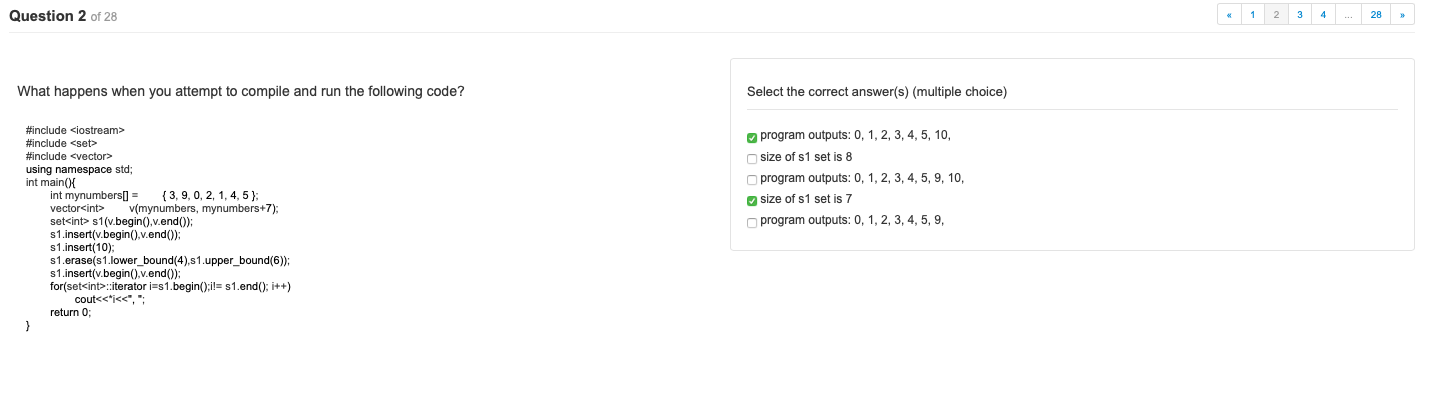 Question 2 of 28
« 1 2 3 4 ... 28 »
What happens when you attempt to compile and run the following code?
#include <iostream>
#include <set>
#include <vector>
using namespace std;
int main(){
int mynumbers[] = { 3, 9, 0, 2, 1, 4, 5 };
vector<int> v(mynumbers, mynumbers+7);
set<int> s1(v.begin(),v.end());
s1.insert(v.begin(),v.end());
s1.insert(10);
s1.erase(s1.lower_bound(4),s1.upper_bound(6));
s1.insert(v.begin(),v.end());
for(set<int>::iterator i=s1.begin();i!= s1.end(); i++)
cout<<*i<<", ";
return 0;
}
Select the correct answer(s) (multiple choice)
program outputs: 0, 1, 2, 3, 4, 5, 10,
size of s1 set is 8
program outputs: 0, 1, 2, 3, 4, 5, 9, 10,
size of s1 set is 7
program outputs: 0, 1, 2, 3, 4, 5, 9,